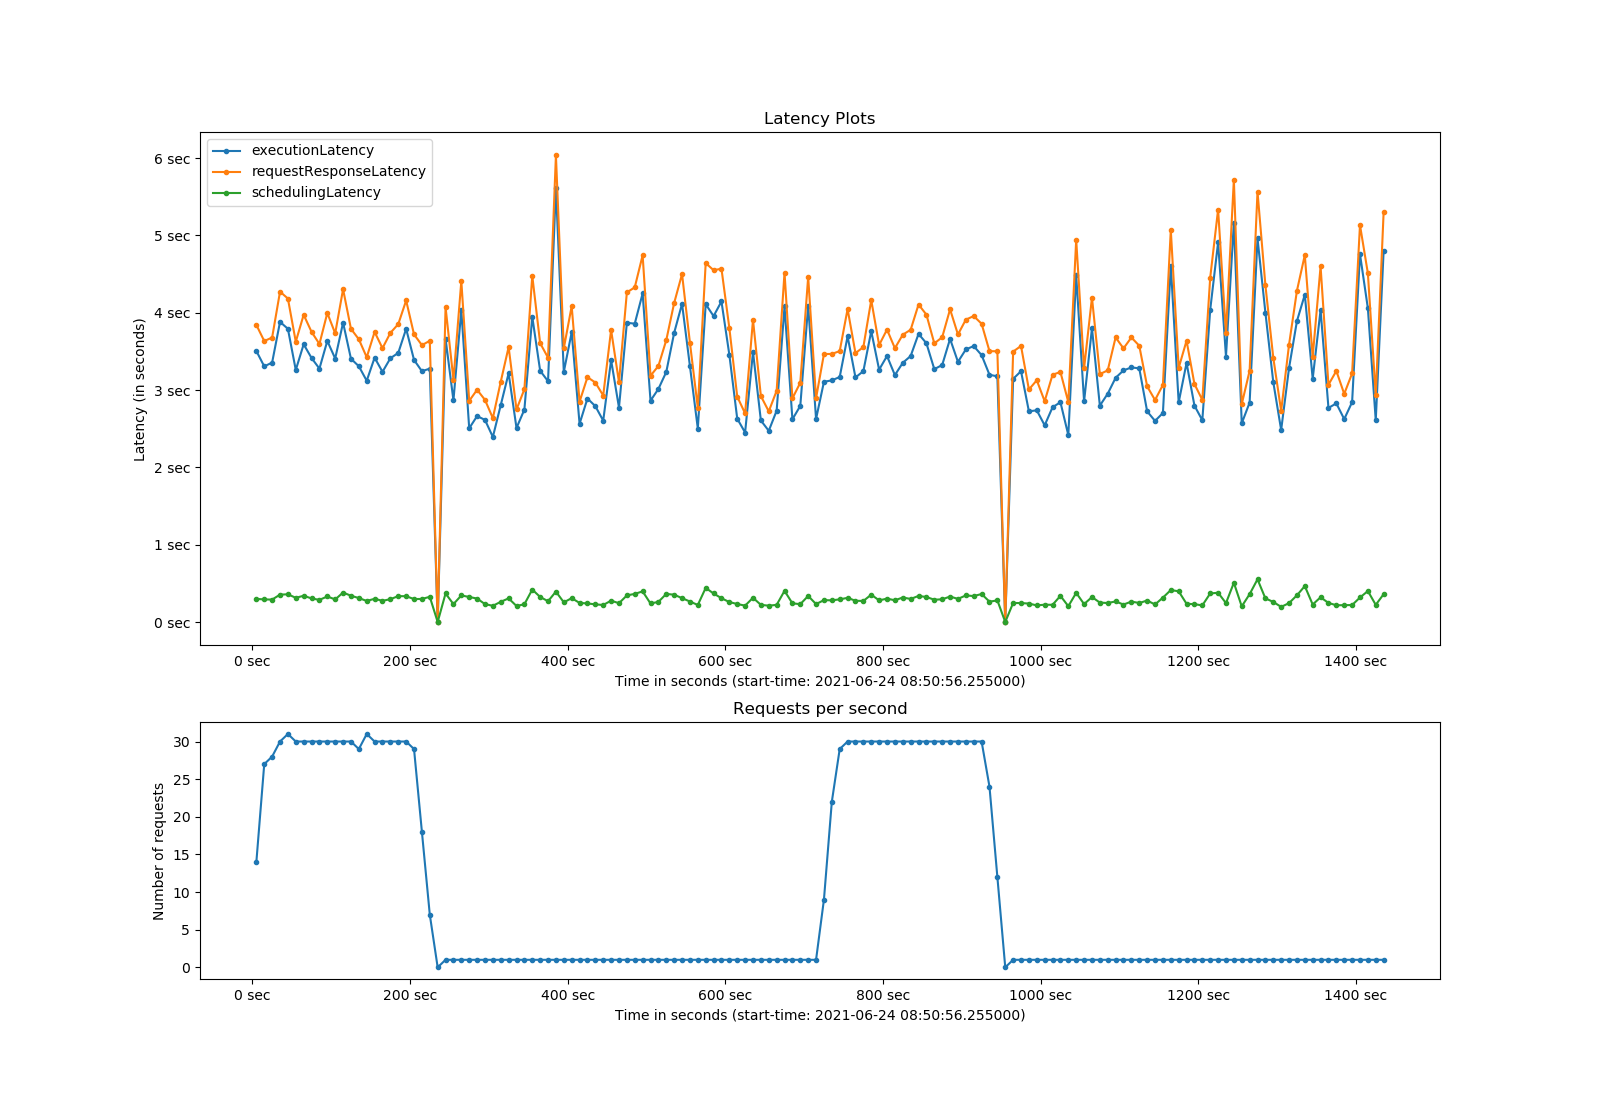 Latency Plots
executionLatency
requestResponseLatency
schedulingLatency
6 sec
5 sec
4 sec
3 sec
2 sec
1 sec
0 sec
Latency (in seconds)
0 sec 200 sec 400 sec 600 sec 800 sec 1000 sec 1200 sec 1400 sec
Time in seconds (start-time: 2021-06-24 08:50:56.255000)
Requests per second
30
25
20
15
10
5
0
Number of requests
0 sec 200 sec 400 sec 600 sec 800 sec 1000 sec 1200 sec 1400 sec
Time in seconds (start-time: 2021-06-24 08:50:56.255000)